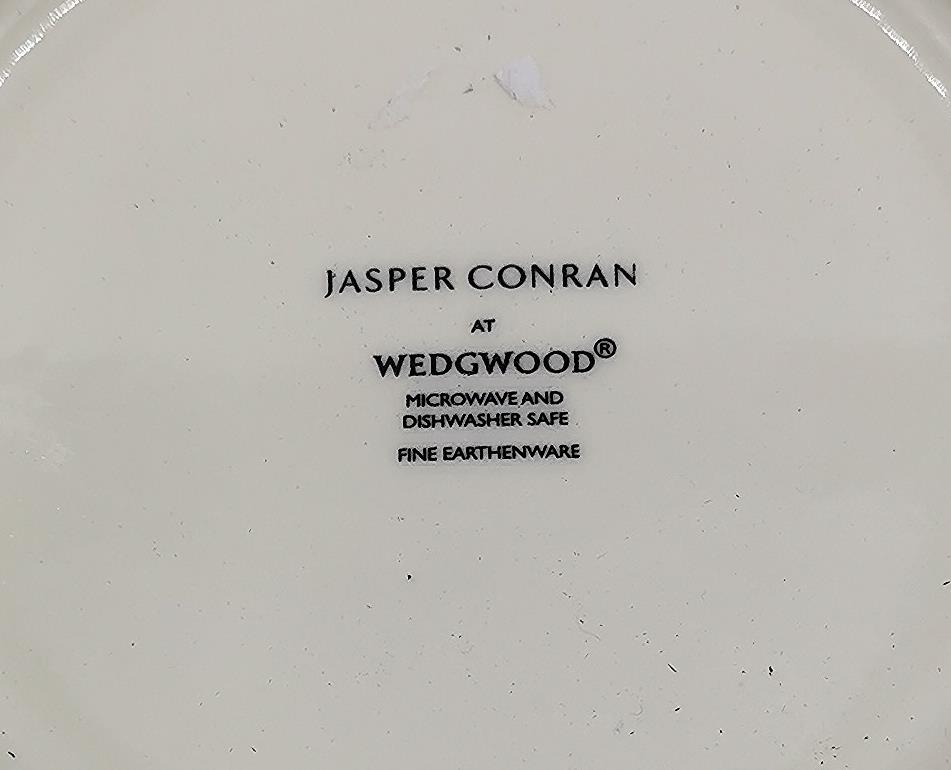 JASPER CONRAN
AT
WEDGWOOD®
MICROWAVE AND
DISHWASHER SAFE
FINE EARTHENWARE